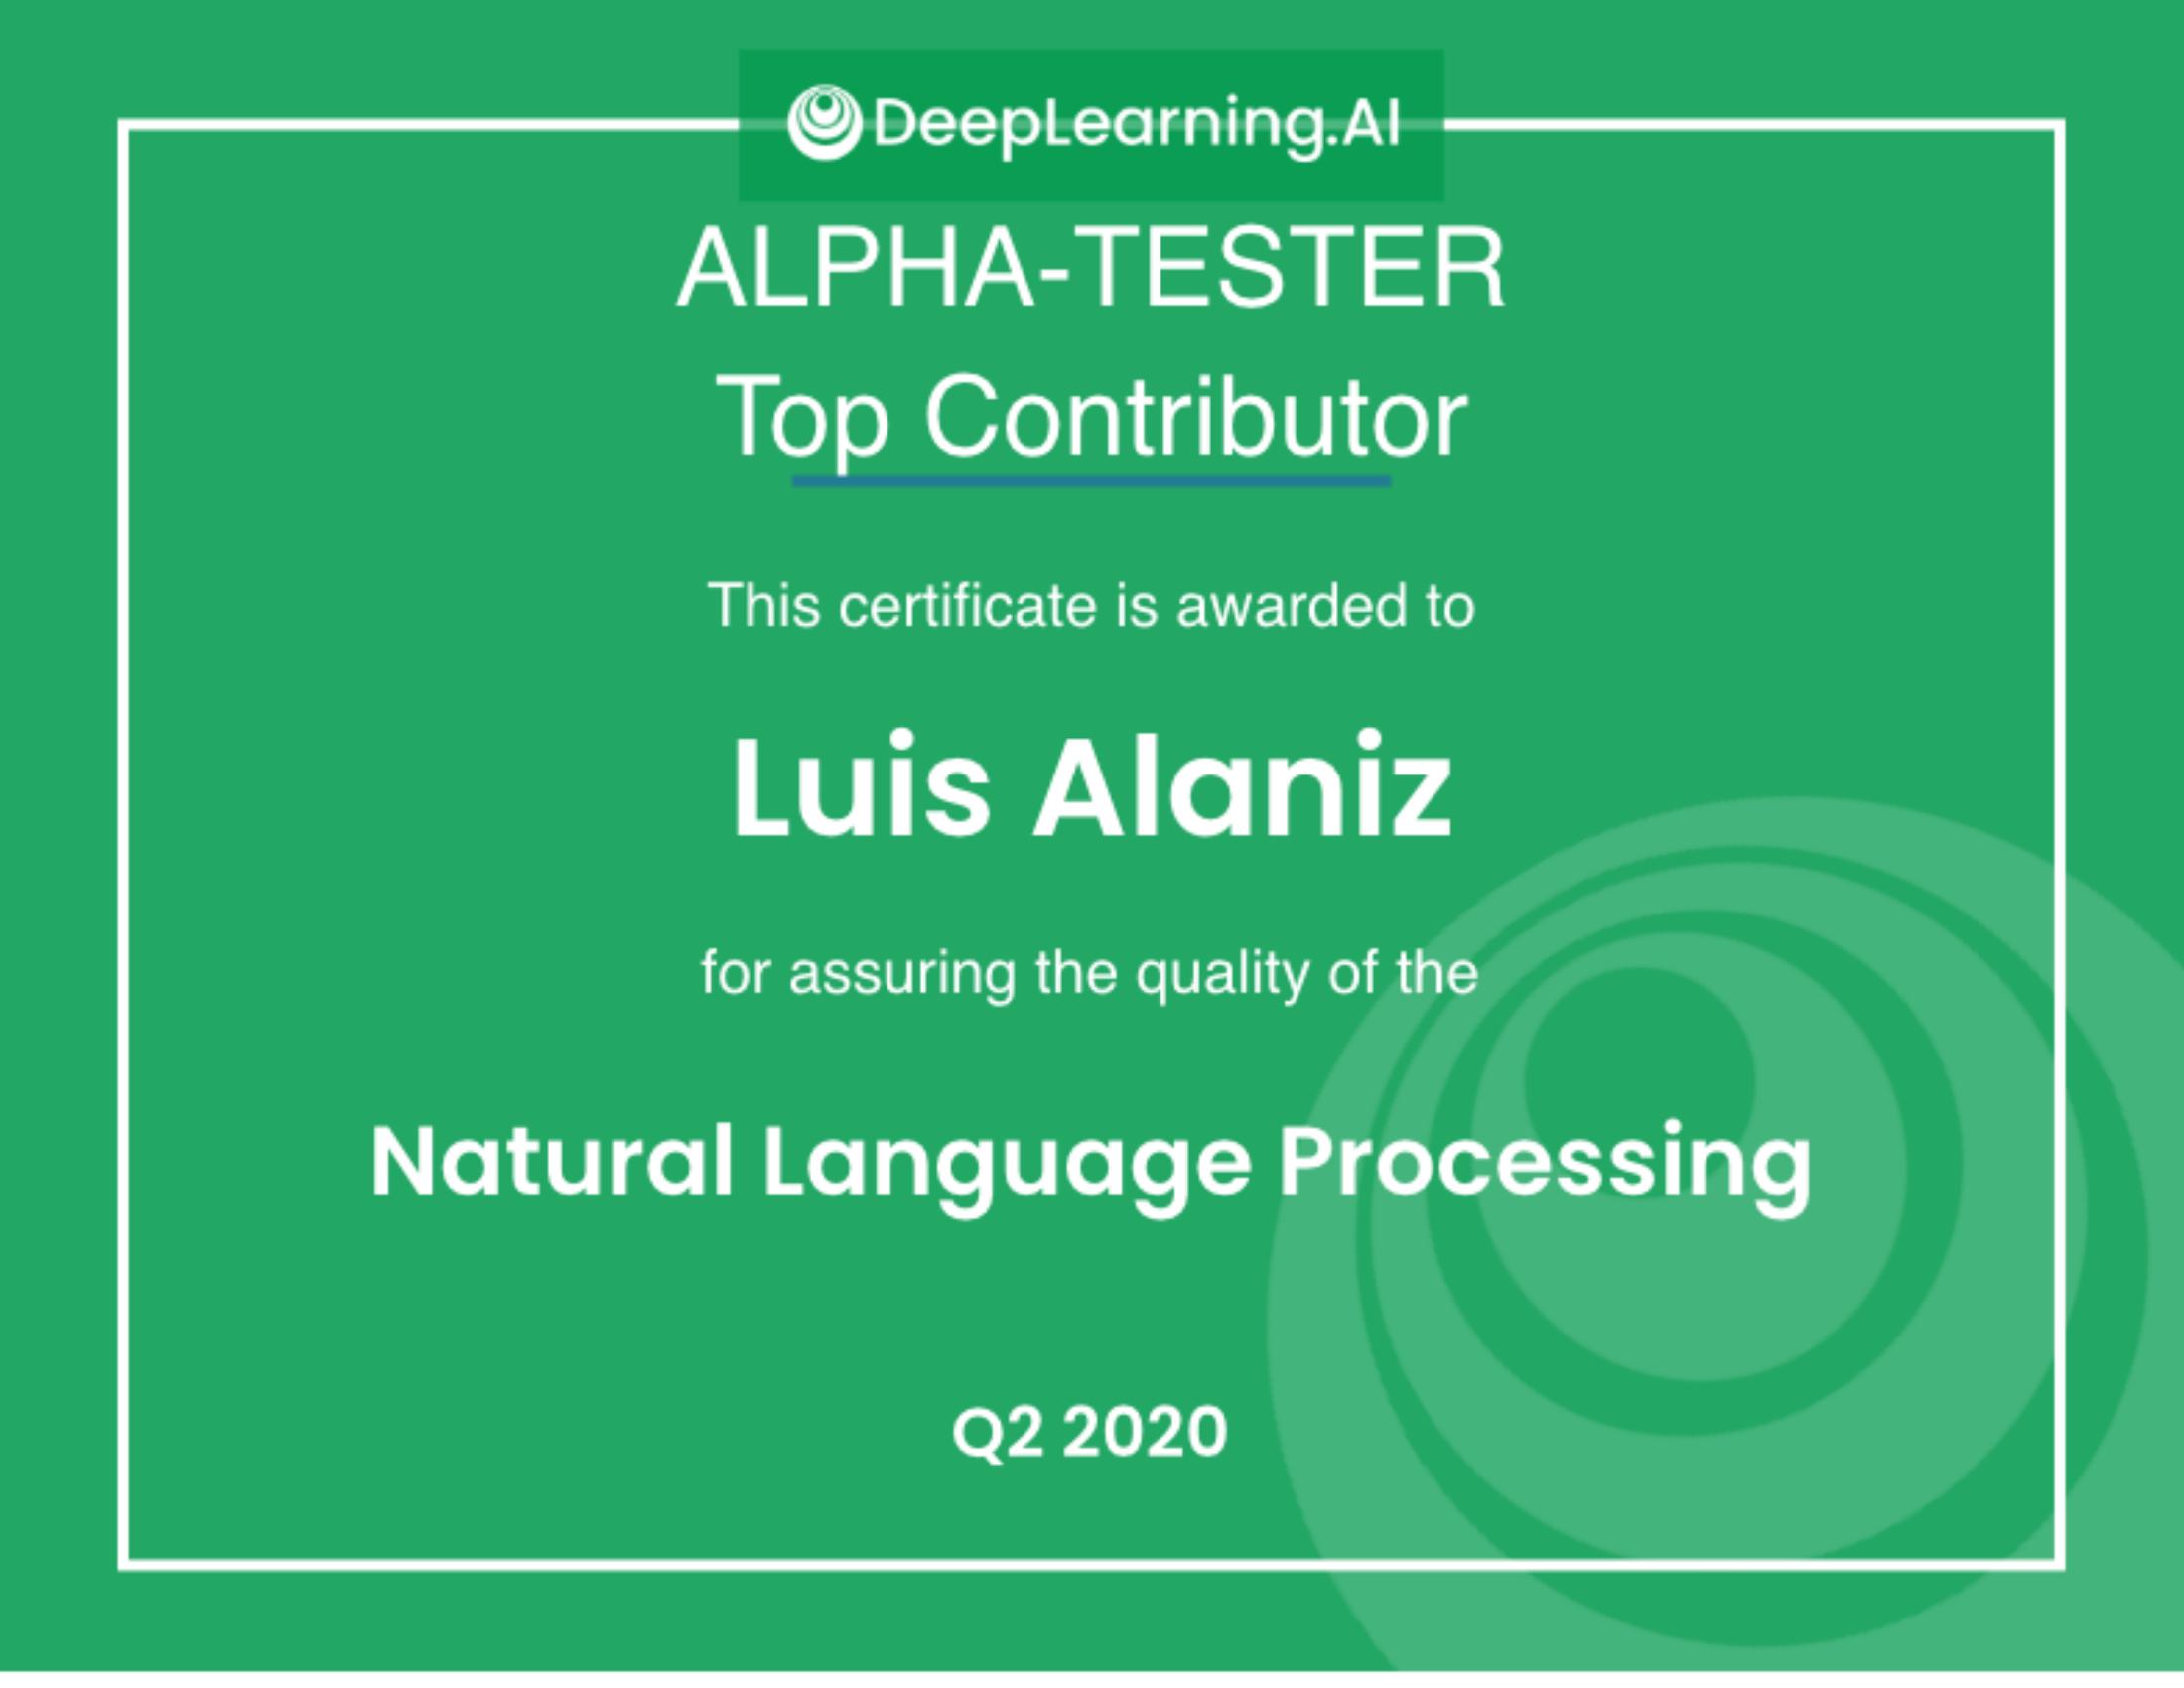 DeepLearning.AI
ALPHA-TESTER
Top Contributor
This certificate is awarded to
Luis Alaniz
for assuring the quality of the
Natural Language Processing
Q2 2020